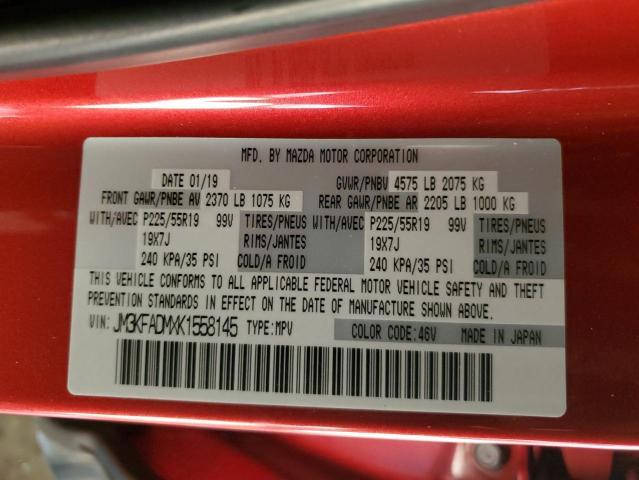 MFD. BY MAZDA MOTOR CORPORATION
DATE 01/19 GVWR/PNBV 4575 LB 2075 KG
FRONT GAWR/PNBE AV 2370 LB 1075 KG REAR GAWR/PNBE AR 2205 LB 1000 KG
WITH/AVEC P225/55R19 99V TIRES/PNEUS WITH/AVEC P225/55R19 99V TIRES/PNEUS
19X7J RIMS/JANTES 19X7J RIMS/JANTES
240 KPA/35 PSI COLD/A FROID 240 KPA/35 PSI COLD/A FROID
THIS VEHICLE CONFORMS TO ALL APPLICABLE FEDERAL MOTOR VEHICLE SAFETY AND THEFT
PREVENTION STANDARDS IN EFFECT ON THE DATE OF MANUFACTURE SHOWN ABOVE.
VIN: JM3KFADMXK1558145 TYPE:MPV COLOR CODE:46V MADE IN JAPAN